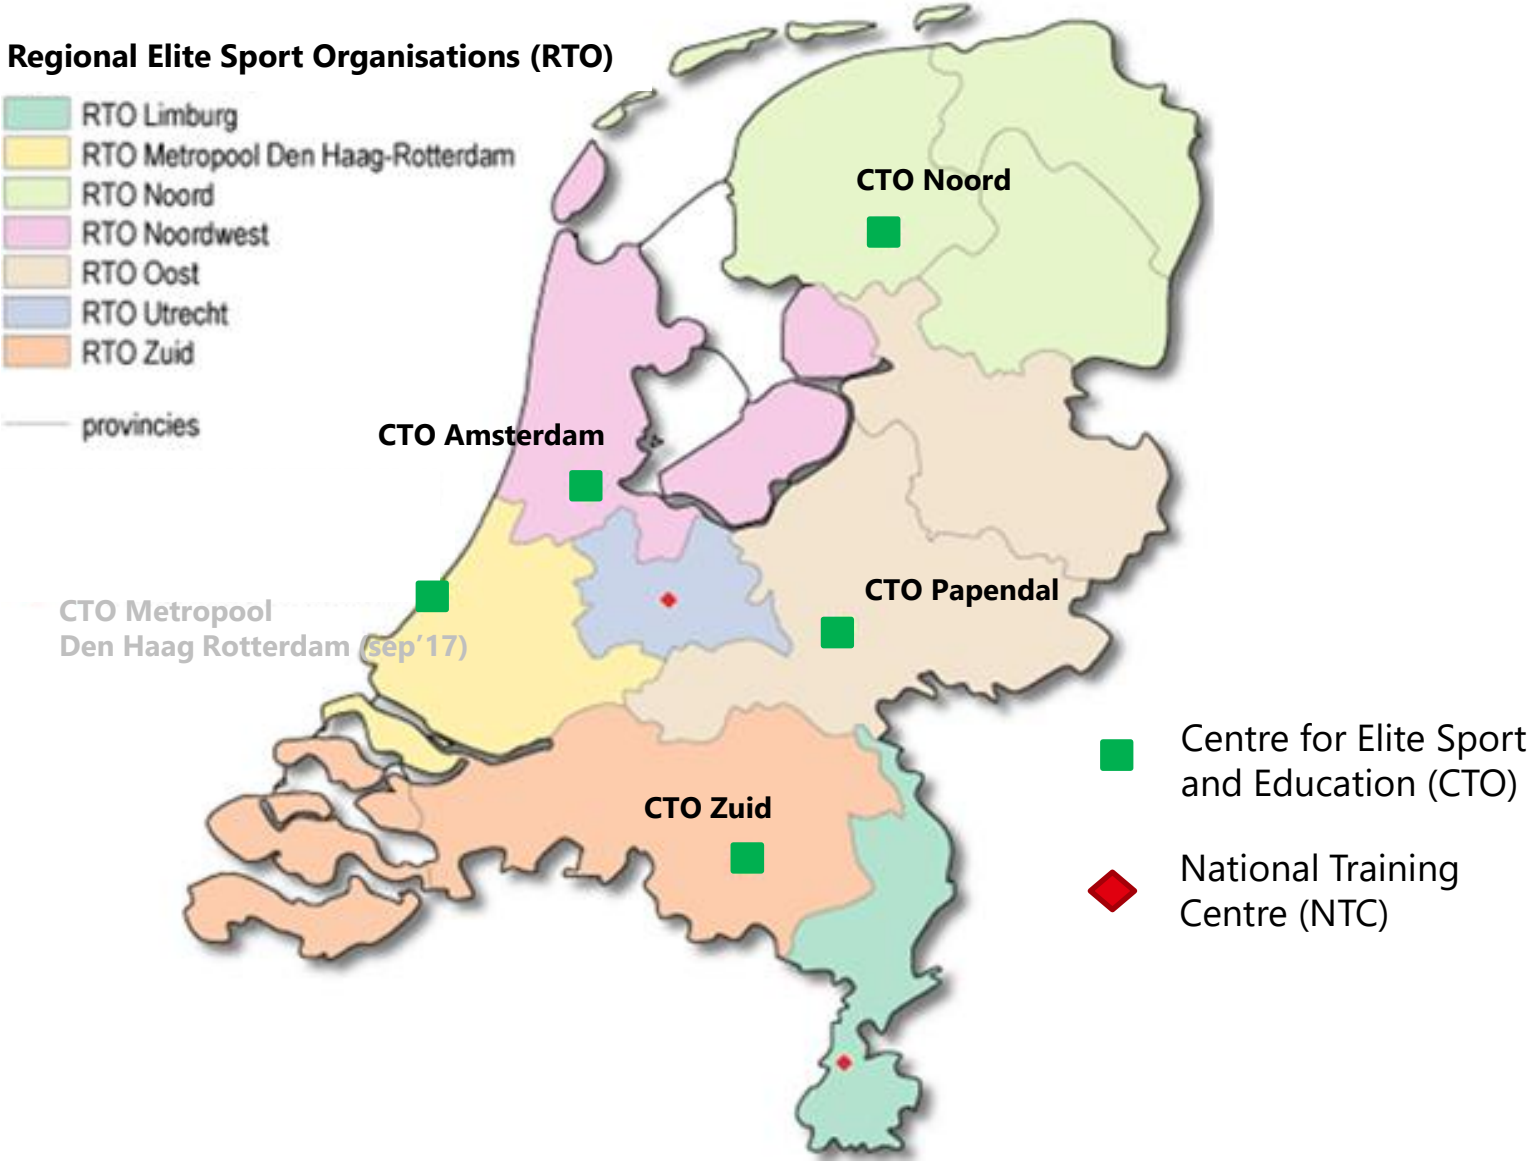 Regional Elite Sport Organisations (RTO)
RTO Limburg
RTO Metropool Den Haag-Rotterdam
RTO Noord
RTO Noordwest
RTO Oost
RTO Utrecht
RTO Zuid
provincies
CTO Noord
CTO Amsterdam
CTO Metropool
Den Haag Rotterdam (sep’17)
CTO Papendal
CTO Zuid
Centre for Elite Sport
and Education (CTO)
National Training
Centre (NTC)